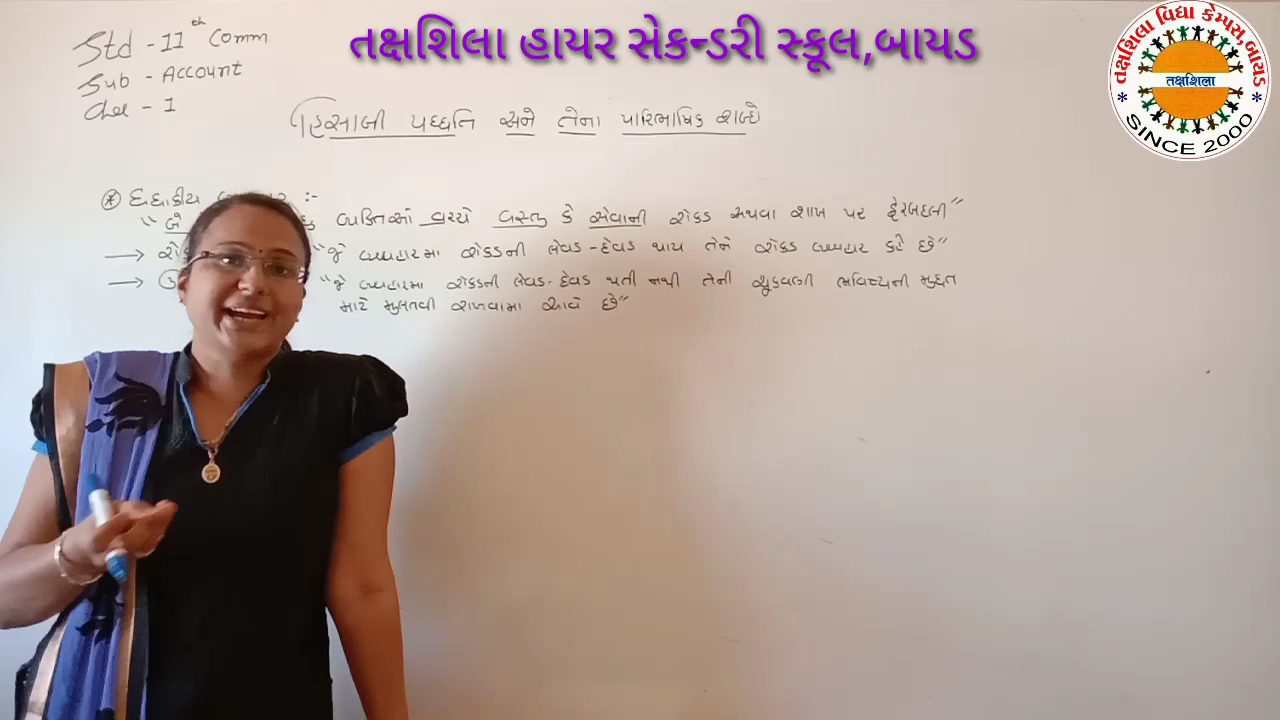 તક્ષશિલા હાયર સેકન્ડરી સ્કૂલ,બાયડ
તક્ષશિલા વિદ્યા કેમ્પસ બાયડ
તક્ષશિલા
* SINCE 2000 *
Std - 11th Comm
Sub - Account
Ch - 1
હિસાબી પધ્ધતિ અને તેના પારિભાષિક શબ્દો
* ધંધાકીય :-
" બે વ્યક્તિઓ વચ્ચે વસ્તુ કે સેવાની રોકડ અથવા શાખ પર ફેરબદલી "
→ "જે વ્યવહારમા રોકડની લેવડ-દેવડ થાય તેને રોકડ વ્યવહાર કહે છે"
→ "જે વ્યવહારમા રોકડની લેવડ-દેવડ થતી નથી તેની ચૂકવણી ભવિષ્યની મુદત
માટે મુલતવી રાખવામા આવે છે"